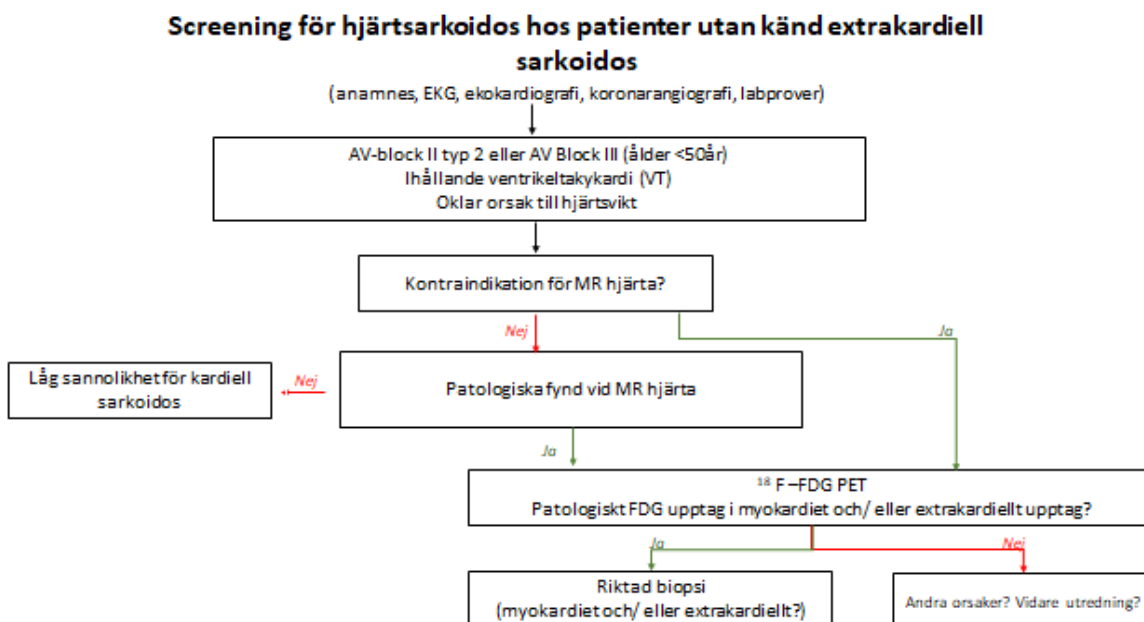 Screening för hjärtsarkoidos hos patienter utan känd extrakardiell
sarkoidos
(anamnes, EKG, ekokardiografi, koronarangiografi, labprover)
AV-block II typ 2 eller AV Block III (ålder <50år)
Ihållande ventrikeltakykardi (VT)
Oklar orsak till hjärtsvikt
Kontraindikation för MR hjärta?
Nej
Ja
Låg sannolikhet för kardiell
sarkoidos
Nej
Patologiska fynd vid MR hjärta
Ja
¹⁸ F –FDG PET
Patologiskt FDG upptag i myokardiet och/ eller extrakardiellt upptag?
Ja
Nej
Riktad biopsi
(myokardiet och/ eller extrakardiellt?)
Andra orsaker? Vidare utredning?